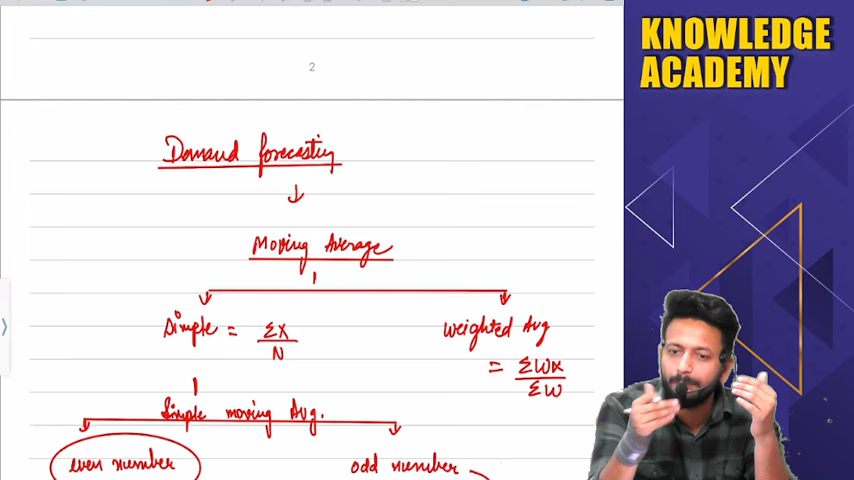 KNOWLEDGE
ACADEMY
2
Demand forecasting
Moving Average
Simple = ΣX / N
Weighted Avg
= ΣWX / ΣW
Simple moving Avg.
even number
odd number